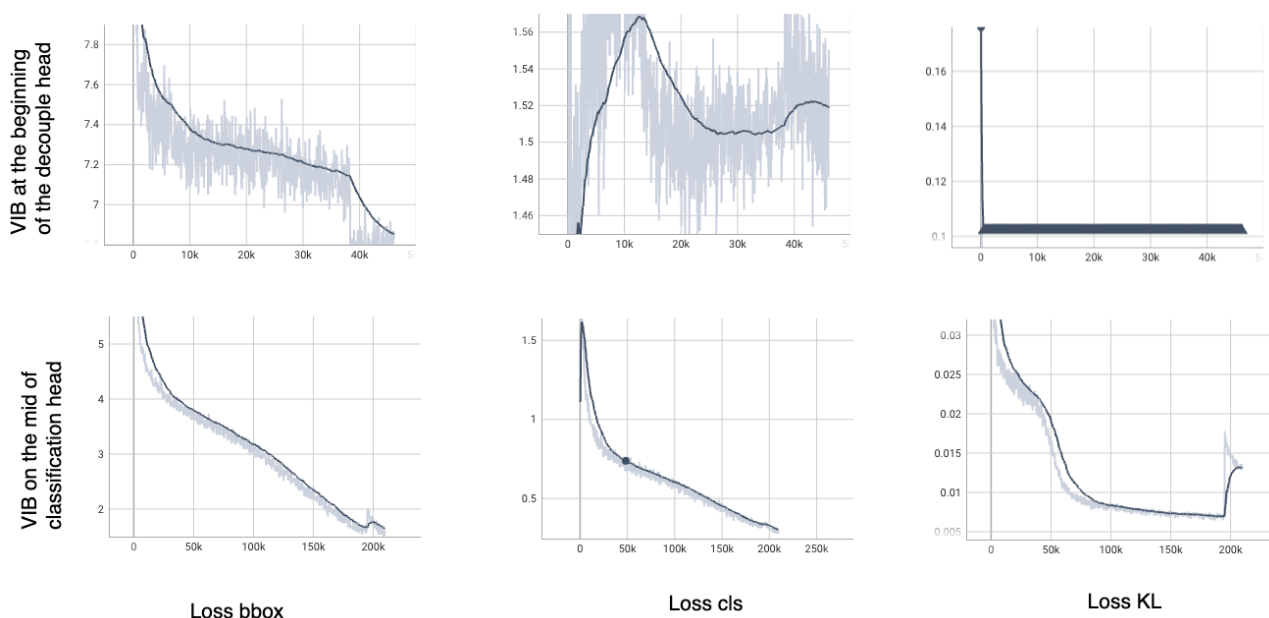 VIB at the beginning
of the decouple head
7.8
7.6
7.4
7.2
7
0 10k 20k 30k 40k
1.56
1.54
1.52
1.5
1.48
1.46
0 10k 20k 30k 40k
0.16
0.14
0.12
0.1
0 10k 20k 30k 40k
VIB on the mid of
classification head
5
4
3
2
0 50k 100k 150k 200k
1.5
1
0.5
0 50k 100k 150k 200k 250k
0.03
0.025
0.02
0.015
0.01
0.005
0 50k 100k 150k 200k
Loss bbox
Loss cls
Loss KL